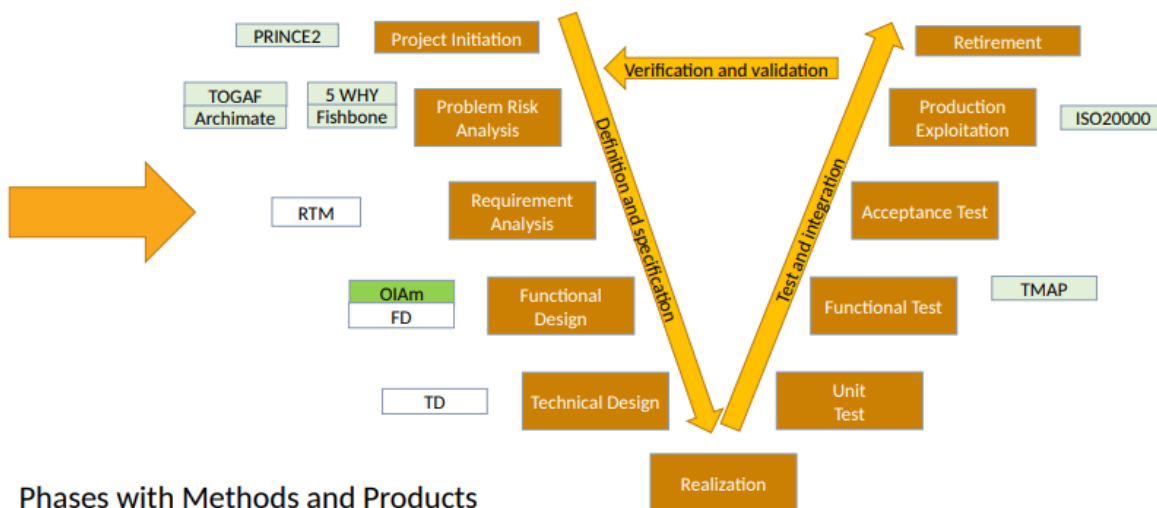 PRINCE2
Project Initiation
Retirement
Verification and validation
TOGAF
Archimate
5 WHY
Fishbone
Problem Risk
Analysis
Production
Exploitation
ISO20000
Definition and specification
Test and integration
RTM
Requirement
Analysis
Acceptance Test
OIAm
FD
Functional
Design
Functional Test
TMAP
TD
Technical Design
Unit
Test
Realization
Phases with Methods and Products